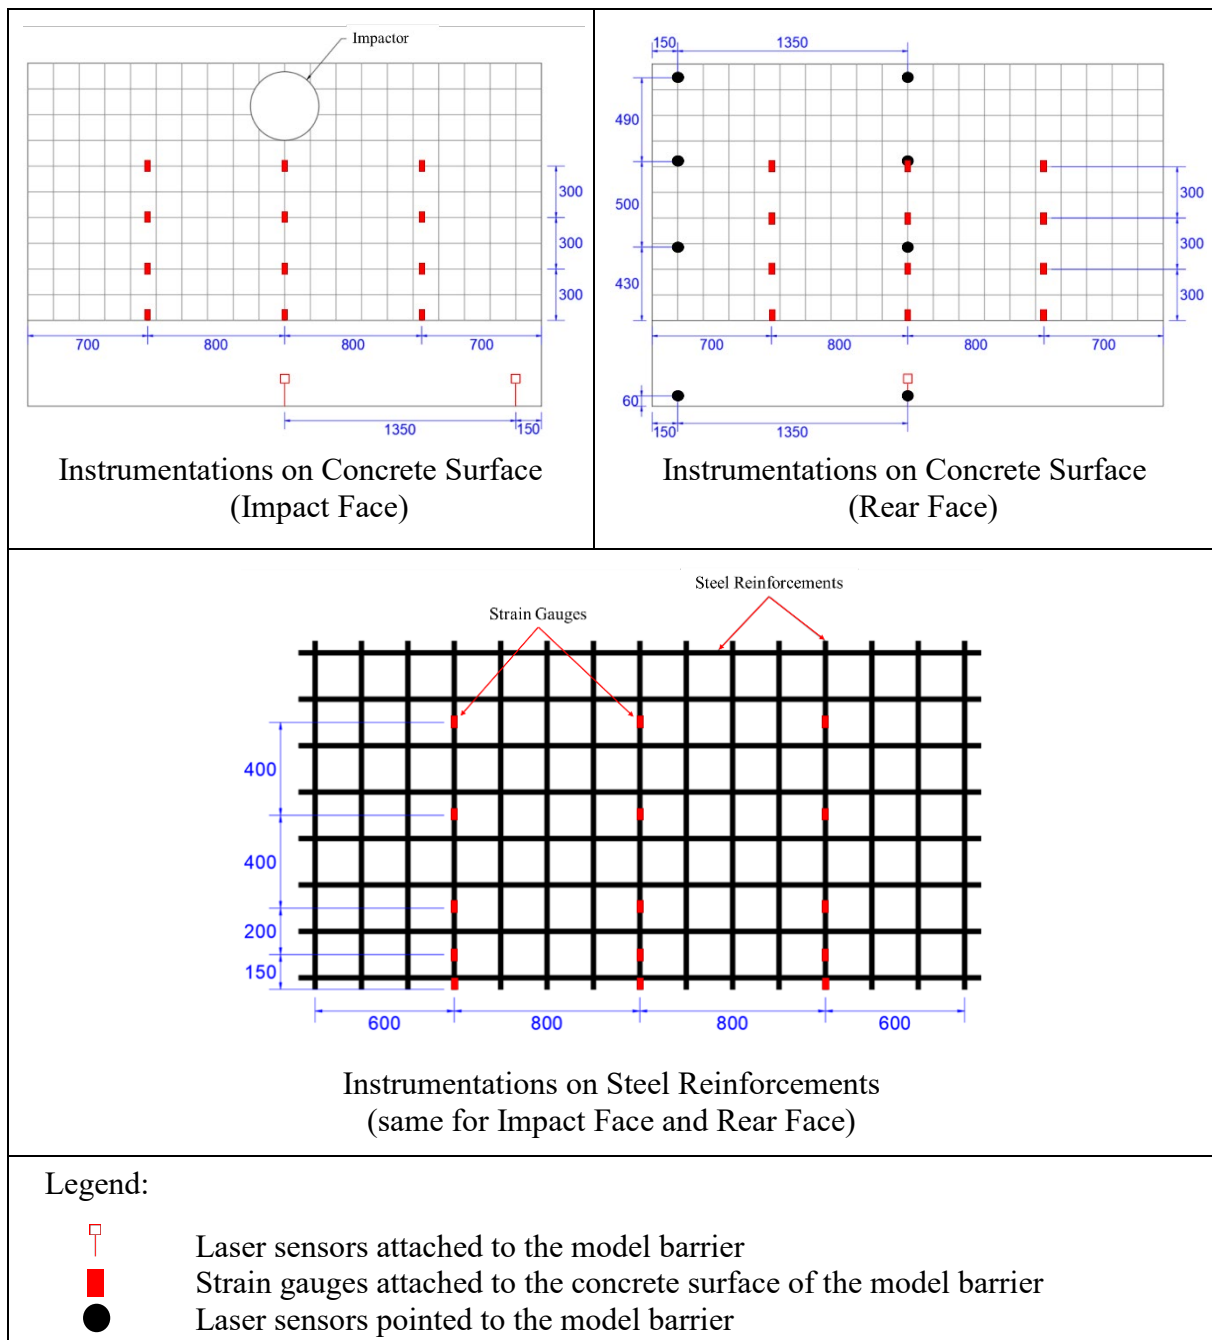 Impactor
300
300
300
700 800 800 700
1350 150
Instrumentations on Concrete Surface
(Impact Face)
150 1350
490
500
430
300
300
300
700 800 800 700
60
150 1350
Instrumentations on Concrete Surface
(Rear Face)
Steel Reinforcements
Strain Gauges
400
400
200
150
600 800 800 600
Instrumentations on Steel Reinforcements
(same for Impact Face and Rear Face)
Legend:
Laser sensors attached to the model barrier
Strain gauges attached to the concrete surface of the model barrier
Laser sensors pointed to the model barrier